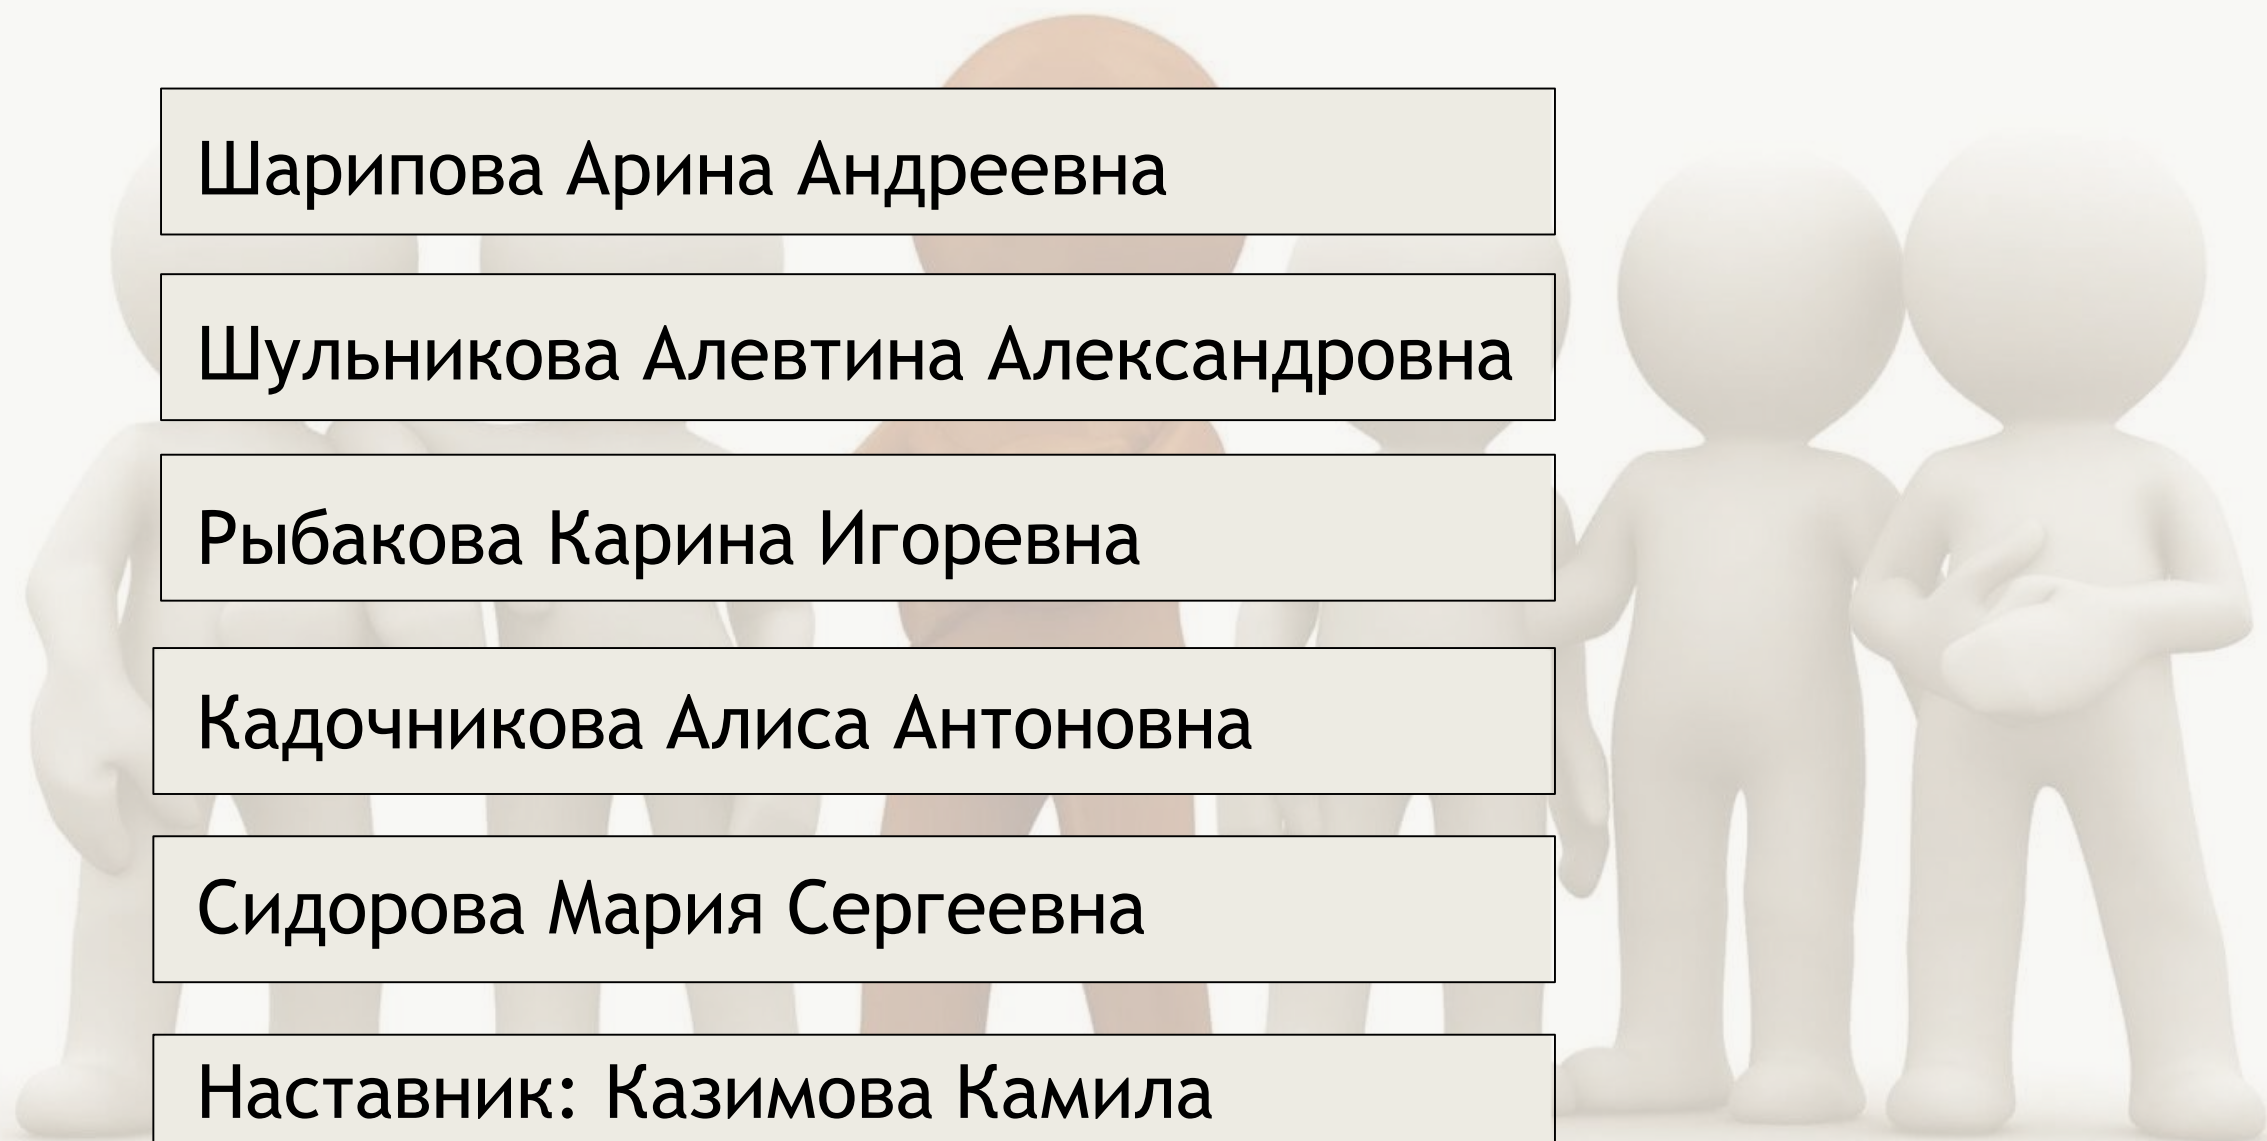 Шарипова Арина Андреевна
Шульникова Алевтина Александровна
Рыбакова Карина Игоревна
Кадочникова Алиса Антоновна
Сидорова Мария Сергеевна
Наставник: Казимова Камила